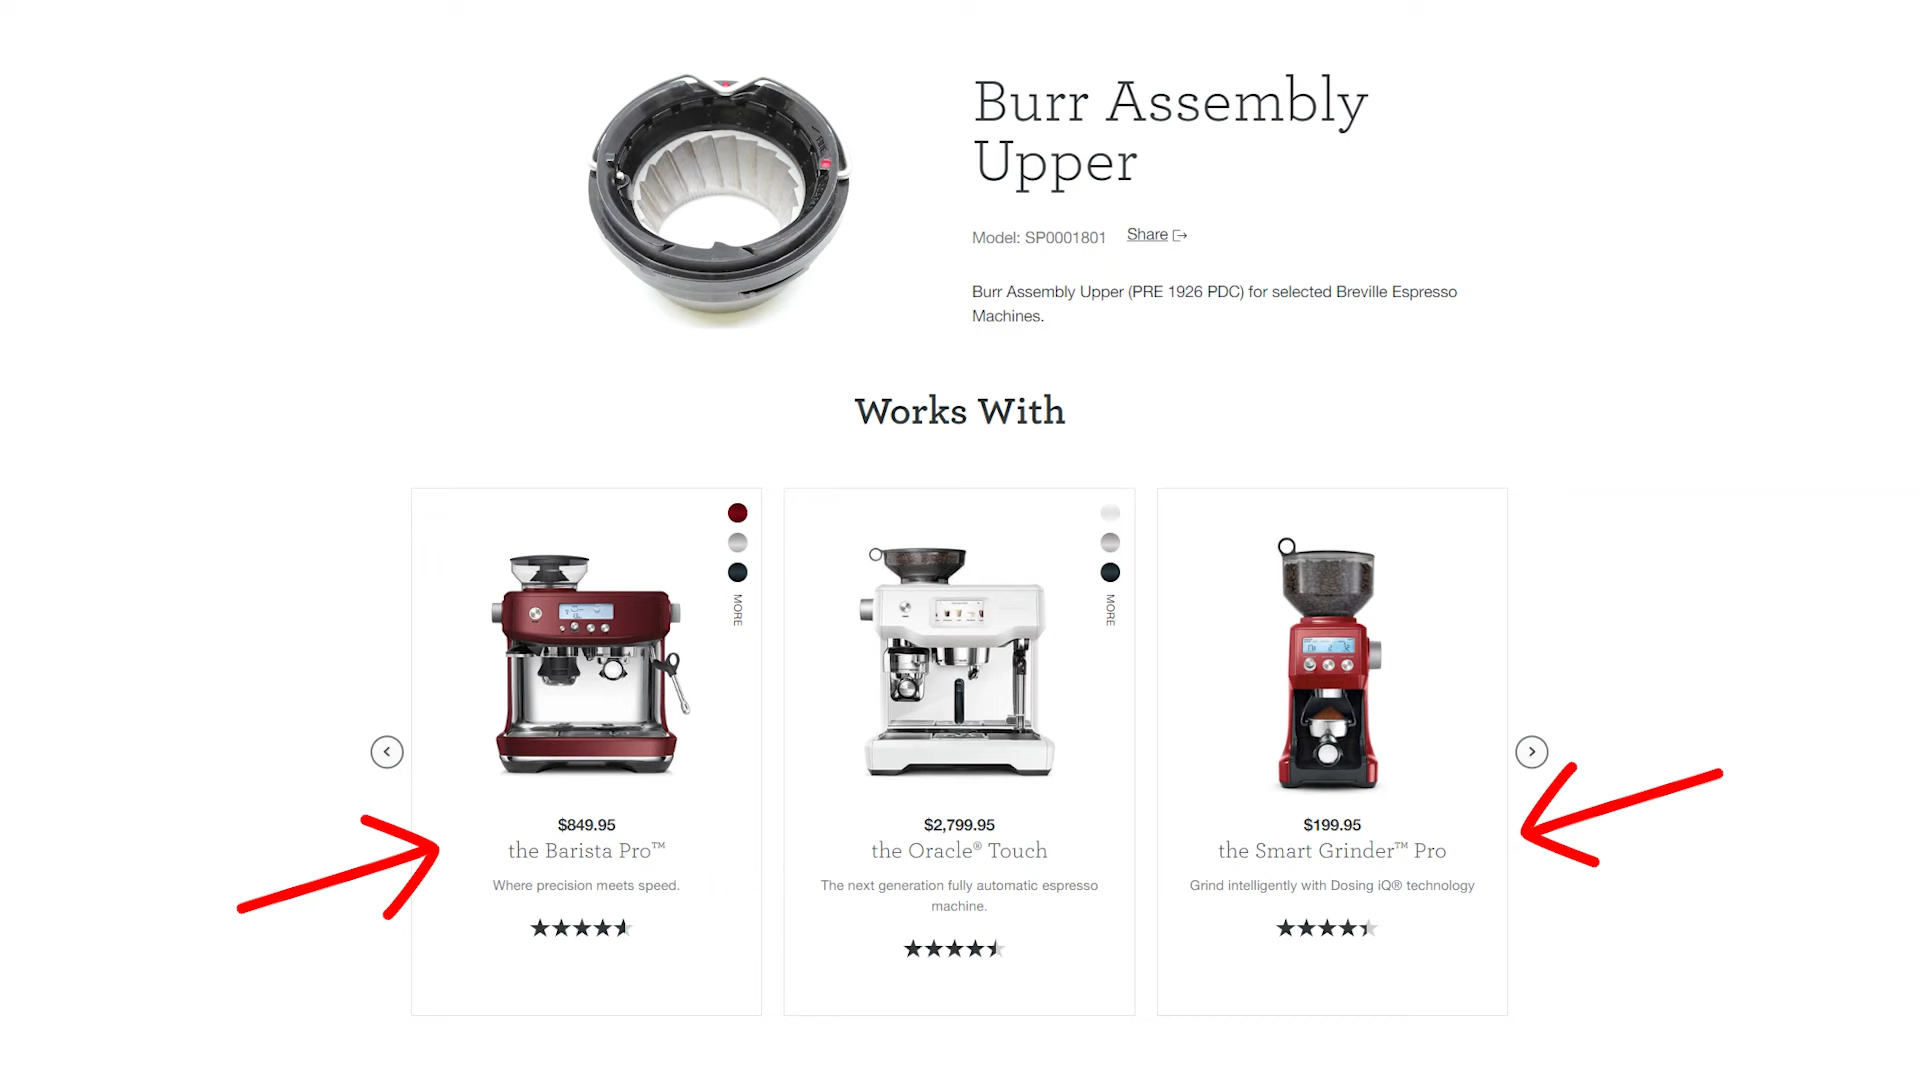 Burr Assembly
Upper
Model: SP0001801
Share
Burr Assembly Upper (PRE 1926 PDC) for selected Breville Espresso
Machines.
Works With
MORE
$849.95
the Barista Pro™
Where precision meets speed.
MORE
$2,799.95
the Oracle® Touch
The next generation fully automatic espresso
machine.
$199.95
the Smart Grinder™ Pro
Grind intelligently with Dosing iQ® technology